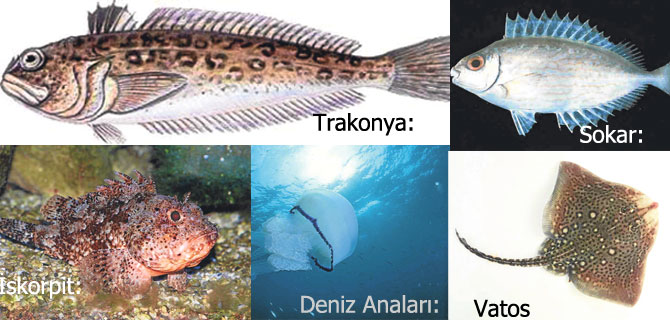 Trakonya:
Sokar:
İskorpit:
Deniz Anaları:
Vatos